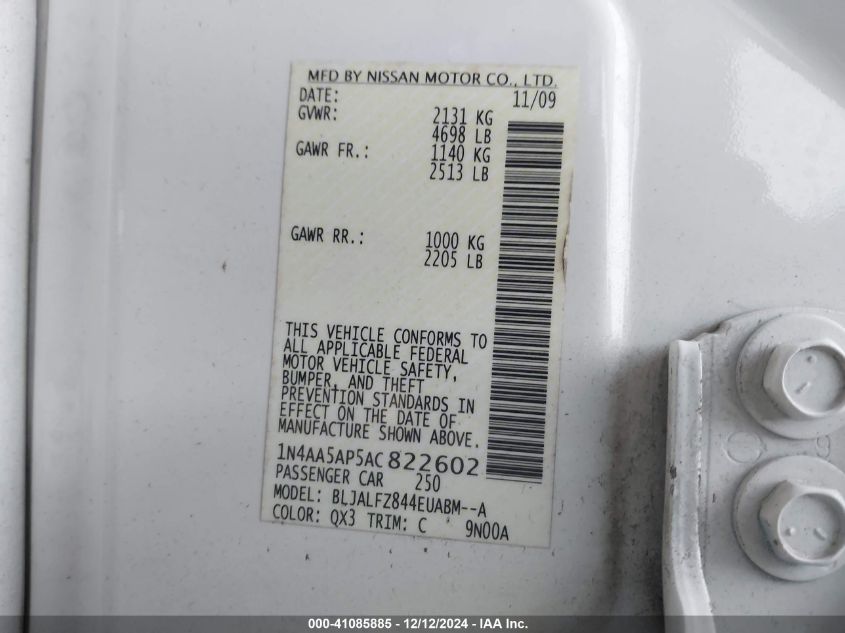 MFD BY NISSAN MOTOR CO., LTD.
DATE: 11/09
GVWR: 2131 KG
4698 LB
GAWR FR.: 1140 KG
2513 LB
GAWR RR.: 1000 KG
2205 LB
THIS VEHICLE CONFORMS TO
ALL APPLICABLE FEDERAL
MOTOR VEHICLE SAFETY,
BUMPER, AND THEFT
PREVENTION STANDARDS IN
EFFECT ON THE DATE OF
MANUFACTURE SHOWN ABOVE.
1N4AA5AP5AC822602
PASSENGER CAR 250
MODEL: BLJALFZ844EUABM--A
COLOR: QX3 TRIM: C 9N00A
000-41085885 - 12/12/2024 - IAA Inc.